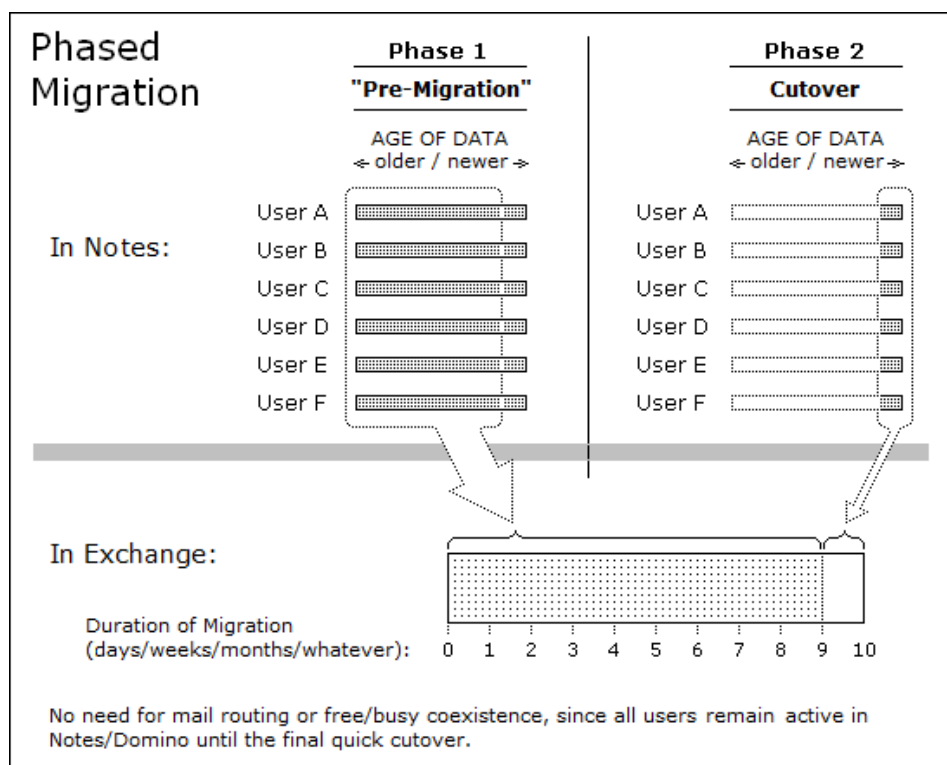 Phased
Migration
Phase 1
"Pre-Migration"
AGE OF DATA
older / newer
Phase 2
Cutover
AGE OF DATA
older / newer
In Notes:
User A
User B
User C
User D
User E
User F
User A
User B
User C
User D
User E
User F
In Exchange:
Duration of Migration
(days/weeks/months/whatever):
0 1 2 3 4 5 6 7 8 9 10
No need for mail routing or free/busy coexistence, since all users remain active in
Notes/Domino until the final quick cutover.